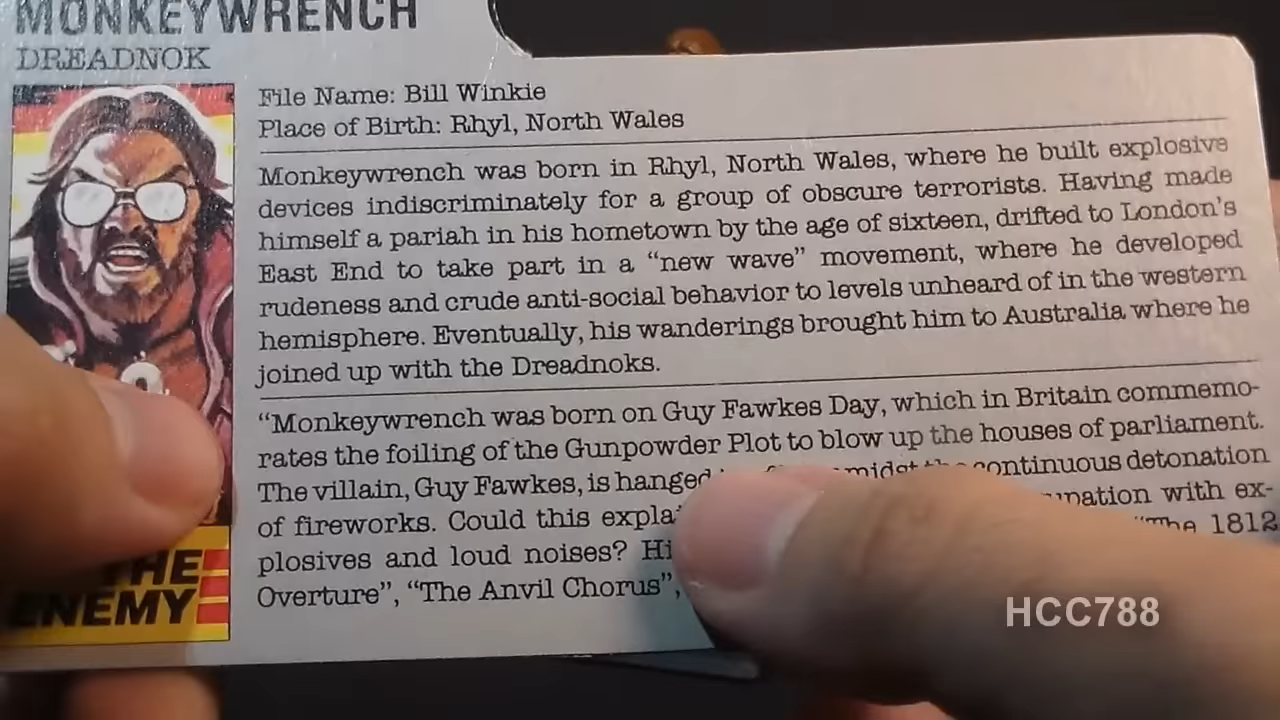 MONKEYWRENCH
DREADNOK
File Name: Bill Winkie
Place of Birth: Rhyl, North Wales
Monkeywrench was born in Rhyl, North Wales, where he built explosive
devices indiscriminately for a group of obscure terrorists. Having made
himself a pariah in his hometown by the age of sixteen, drifted to London's
East End to take part in a “new wave” movement, where he developed
rudeness and crude anti-social behavior to levels unheard of in the western
hemisphere. Eventually, his wanderings brought him to Australia where he
joined up with the Dreadnoks.
“Monkeywrench was born on Guy Fawkes Day, which in Britain commemo-
rates the foiling of the Gunpowder Plot to blow up the houses of parliament.
The villain, Guy Fawkes, is hanged continuous detonation
of fireworks. Could this with ex-
plosives and loud noises? “The 1812
Overture”, “The Anvil Chorus”,
THE
ENEMY
HCC788